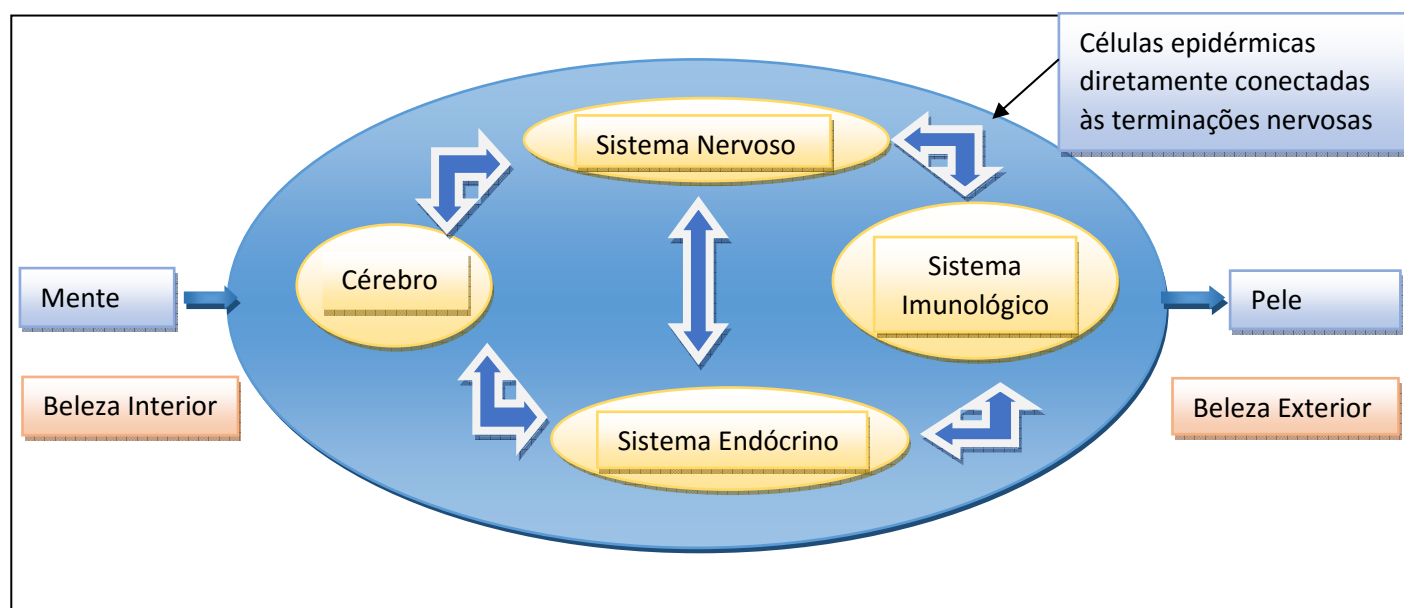 Células epidérmicas
diretamente conectadas
às terminações nervosas
Sistema Nervoso
Cérebro
Sistema
Imunológico
Mente
Pele
Beleza Interior
Beleza Exterior
Sistema Endócrino